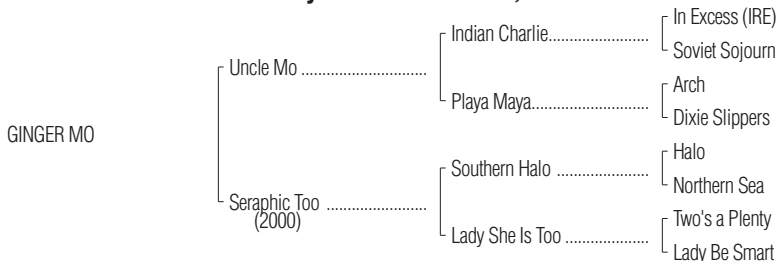 In Excess (IRE)
Indian Charlie......................
Soviet Sojourn
Uncle Mo ............................
Arch
Playa Maya..........................
Dixie Slippers
GINGER MO
Halo
Southern Halo .....................
Northern Sea
Seraphic Too ......................
(2000)
Two's a Plenty
Lady She Is Too ...................
Lady Be Smart